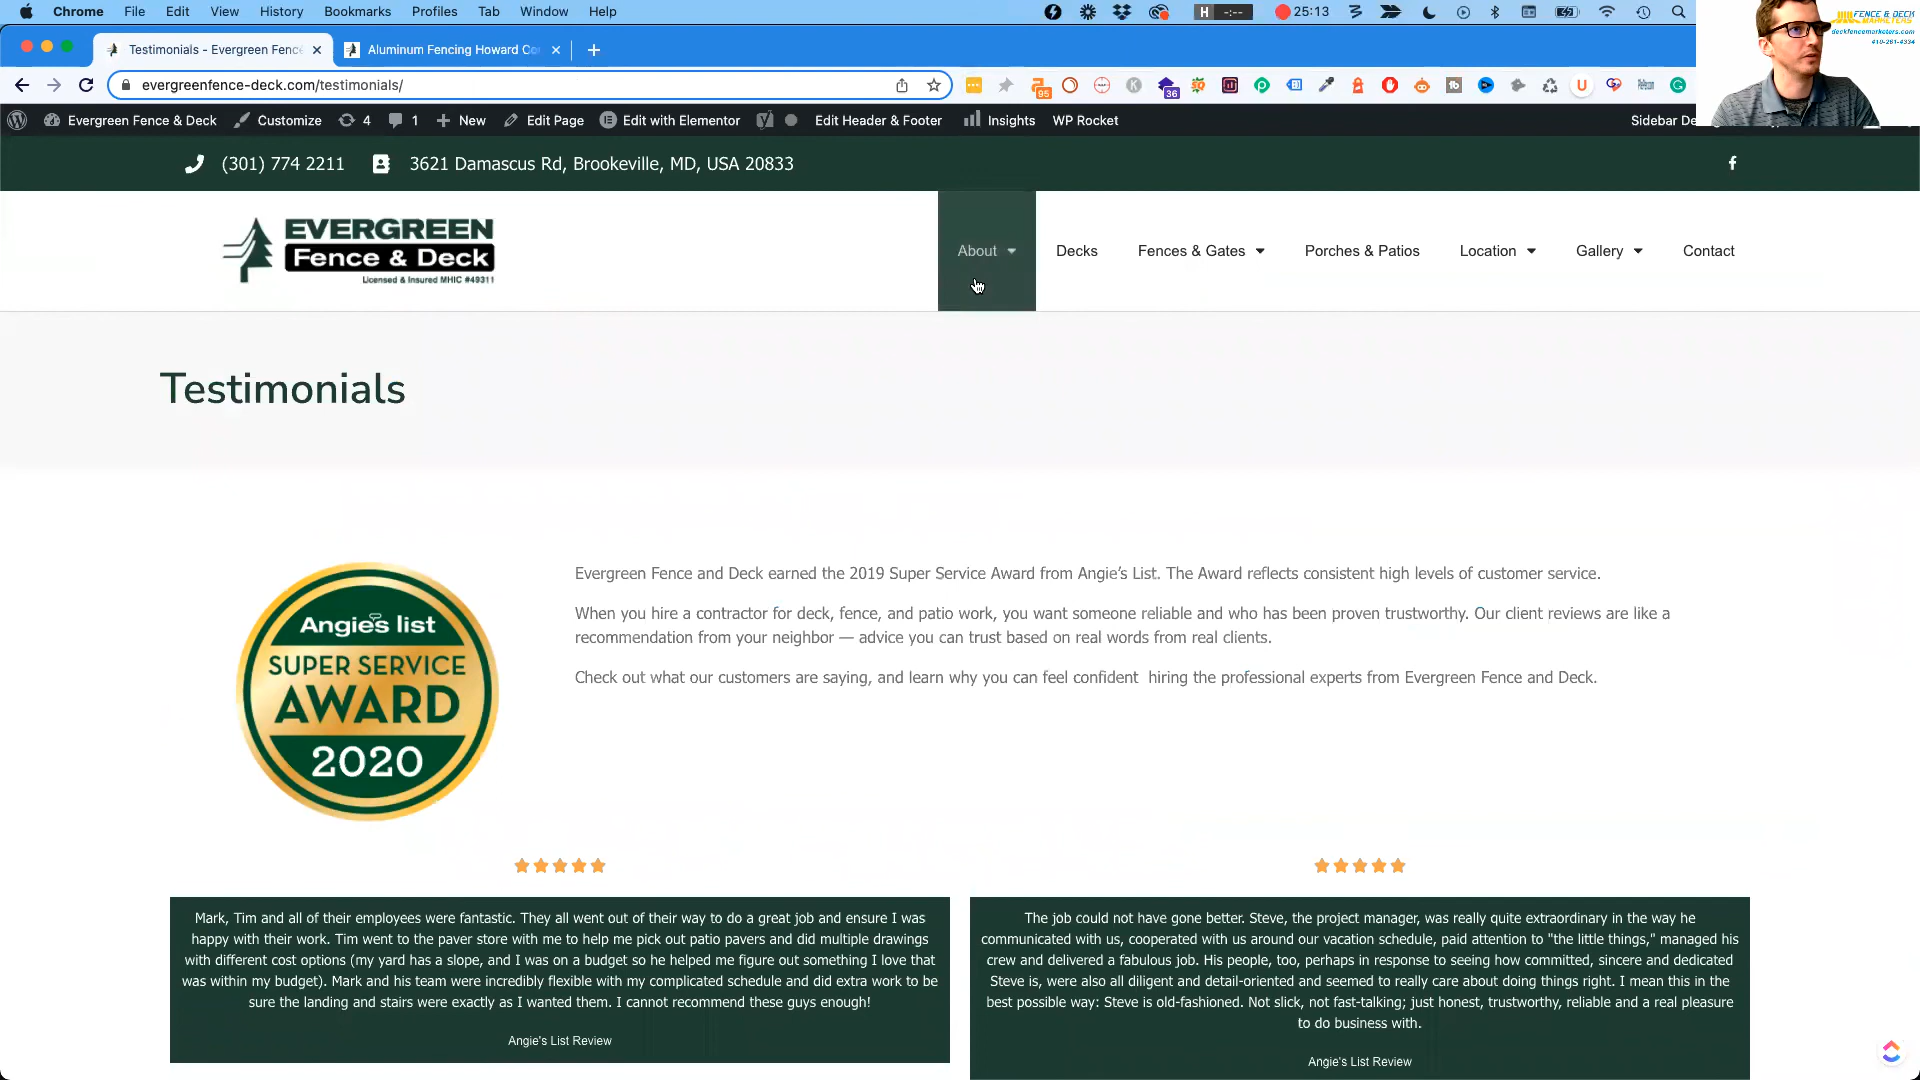 Chrome File Edit View History Bookmarks Profiles Tab Window Help
H -:-- 25:13
FENCE & DECK
MARKETERS
deckfencemarketers.com
410-261-4334
Testimonials - Evergreen Fence
Aluminum Fencing Howard Co
evergreenfence-deck.com/testimonials/
95
36
Evergreen Fence & Deck Customize 4 1 New Edit Page Edit with Elementor Edit Header & Footer Insights WP Rocket Sidebar De
(301) 774 2211 3621 Damascus Rd, Brookeville, MD, USA 20833
EVERGREEN
Fence & Deck
Licensed & Insured MHIC #49311
About Decks Fences & Gates Porches & Patios Location Gallery Contact
Testimonials
Angie's list
SUPER SERVICE
AWARD
2020
Evergreen Fence and Deck earned the 2019 Super Service Award from Angie’s List. The Award reflects consistent high levels of customer service.
When you hire a contractor for deck, fence, and patio work, you want someone reliable and who has been proven trustworthy. Our client reviews are like a
recommendation from your neighbor — advice you can trust based on real words from real clients.
Check out what our customers are saying, and learn why you can feel confident hiring the professional experts from Evergreen Fence and Deck.
Mark, Tim and all of their employees were fantastic. They all went out of their way to do a great job and ensure I was
happy with their work. Tim went to the paver store with me to help me pick out patio pavers and did multiple drawings
with different cost options (my yard has a slope, and I was on a budget so he helped me figure out something I love that
was within my budget). Mark and his team were incredibly flexible with my complicated schedule and did extra work to be
sure the landing and stairs were exactly as I wanted them. I cannot recommend these guys enough!
Angie's List Review
The job could not have gone better. Steve, the project manager, was really quite extraordinary in the way he
communicated with us, cooperated with us around our vacation schedule, paid attention to "the little things," managed his
crew and delivered a fabulous job. His people, too, perhaps in response to seeing how committed, sincere and dedicated
Steve is, were also all diligent and detail-oriented and seemed to really care about doing things right. I mean this in the
best possible way: Steve is old-fashioned. Not slick, not fast-talking; just honest, trustworthy, reliable and a real pleasure
to do business with.
Angie's List Review